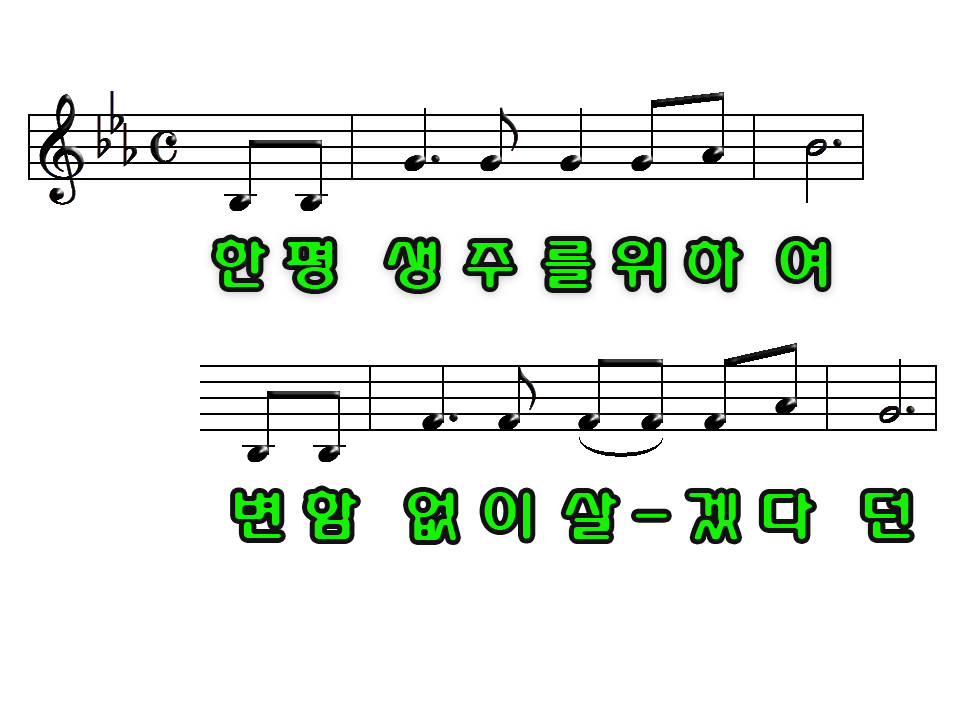 한 평 생 주 를 위 하 여
변 함 없 이 살 - 겠 다 던